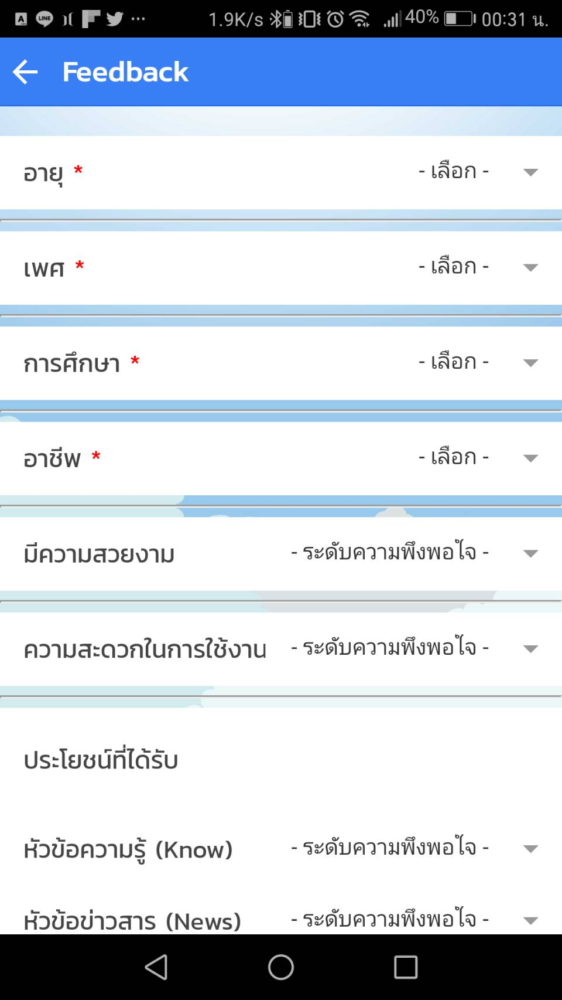 A LINE 1.9K/s 40% 00:31 น.
Feedback
อายุ * - เลือก -
เพศ * - เลือก -
การศึกษา * - เลือก -
อาชีพ * - เลือก -
มีความสวยงาม - ระดับความพึงพอใจ -
ความสะดวกในการใช้งาน - ระดับความพึงพอใจ -
ประโยชน์ที่ได้รับ
หัวข้อความรู้ (Know) - ระดับความพึงพอใจ -
หัวข้อข่าวสาร (News) - ระดับความพึงพอใจ -